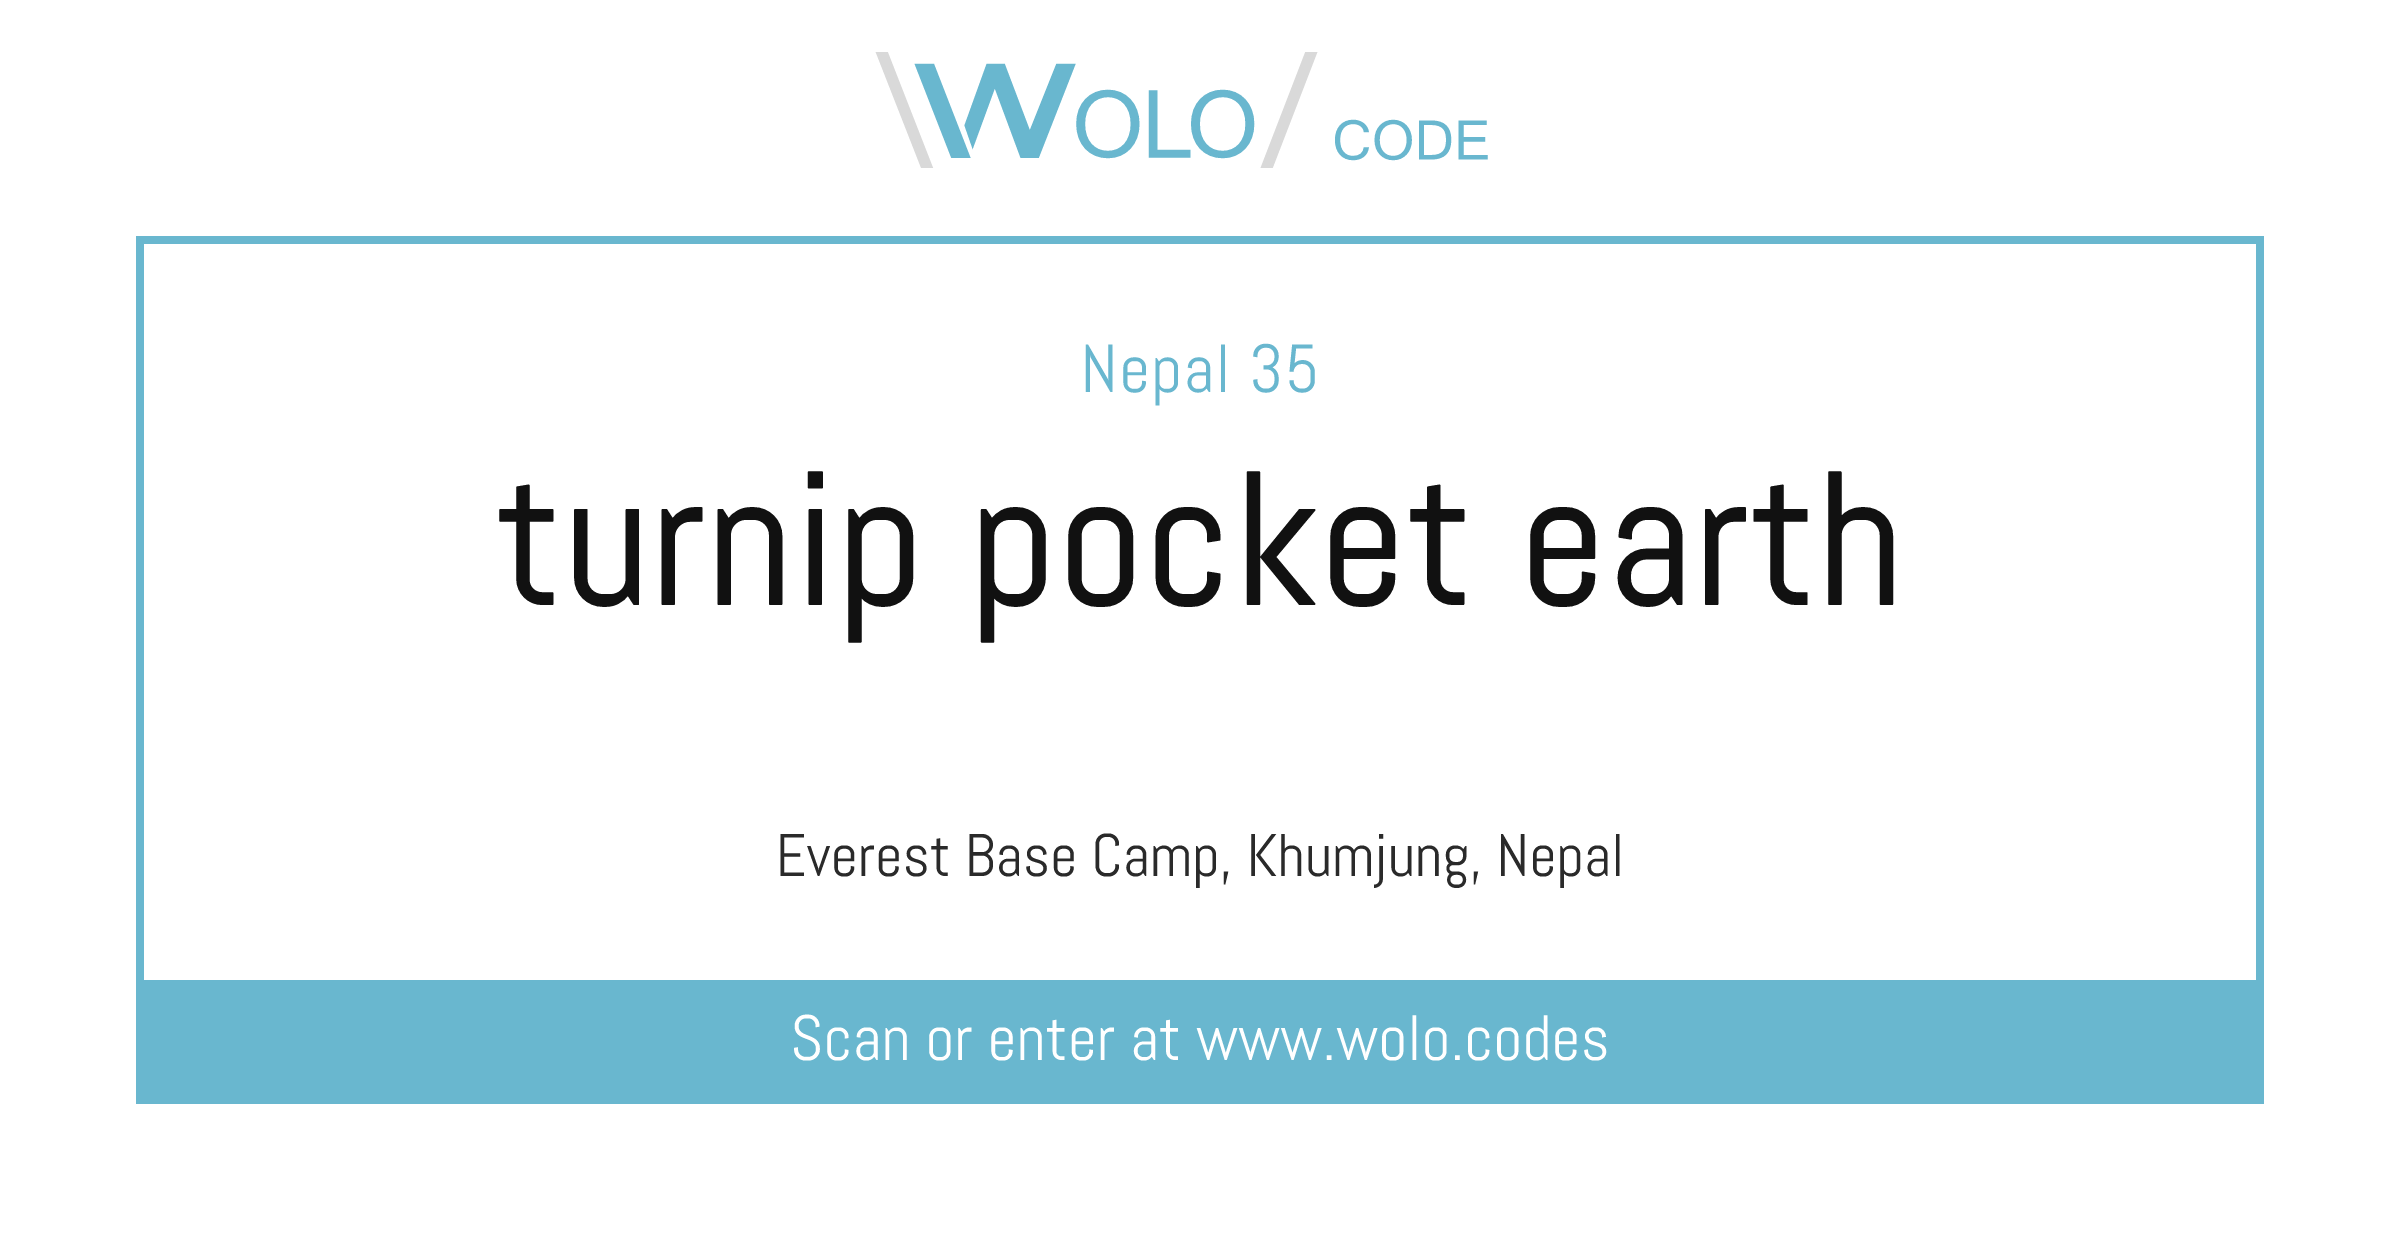 \WOLO/ CODE
Nepal 35
turnip pocket earth
Everest Base Camp, Khumjung, Nepal
Scan or enter at www.wolo.codes